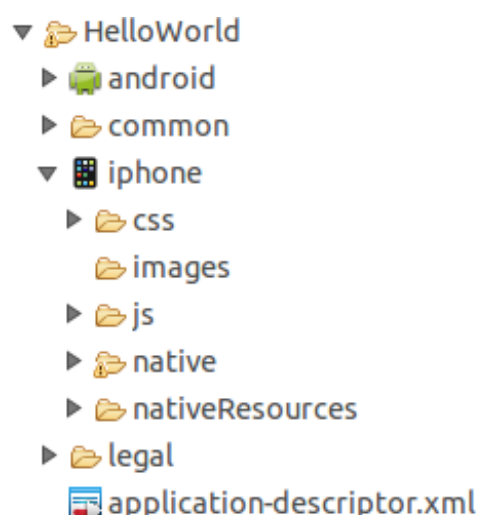 HelloWorld
android
common
iphone
css
images
js
native
nativeResources
legal
application-descriptor.xml